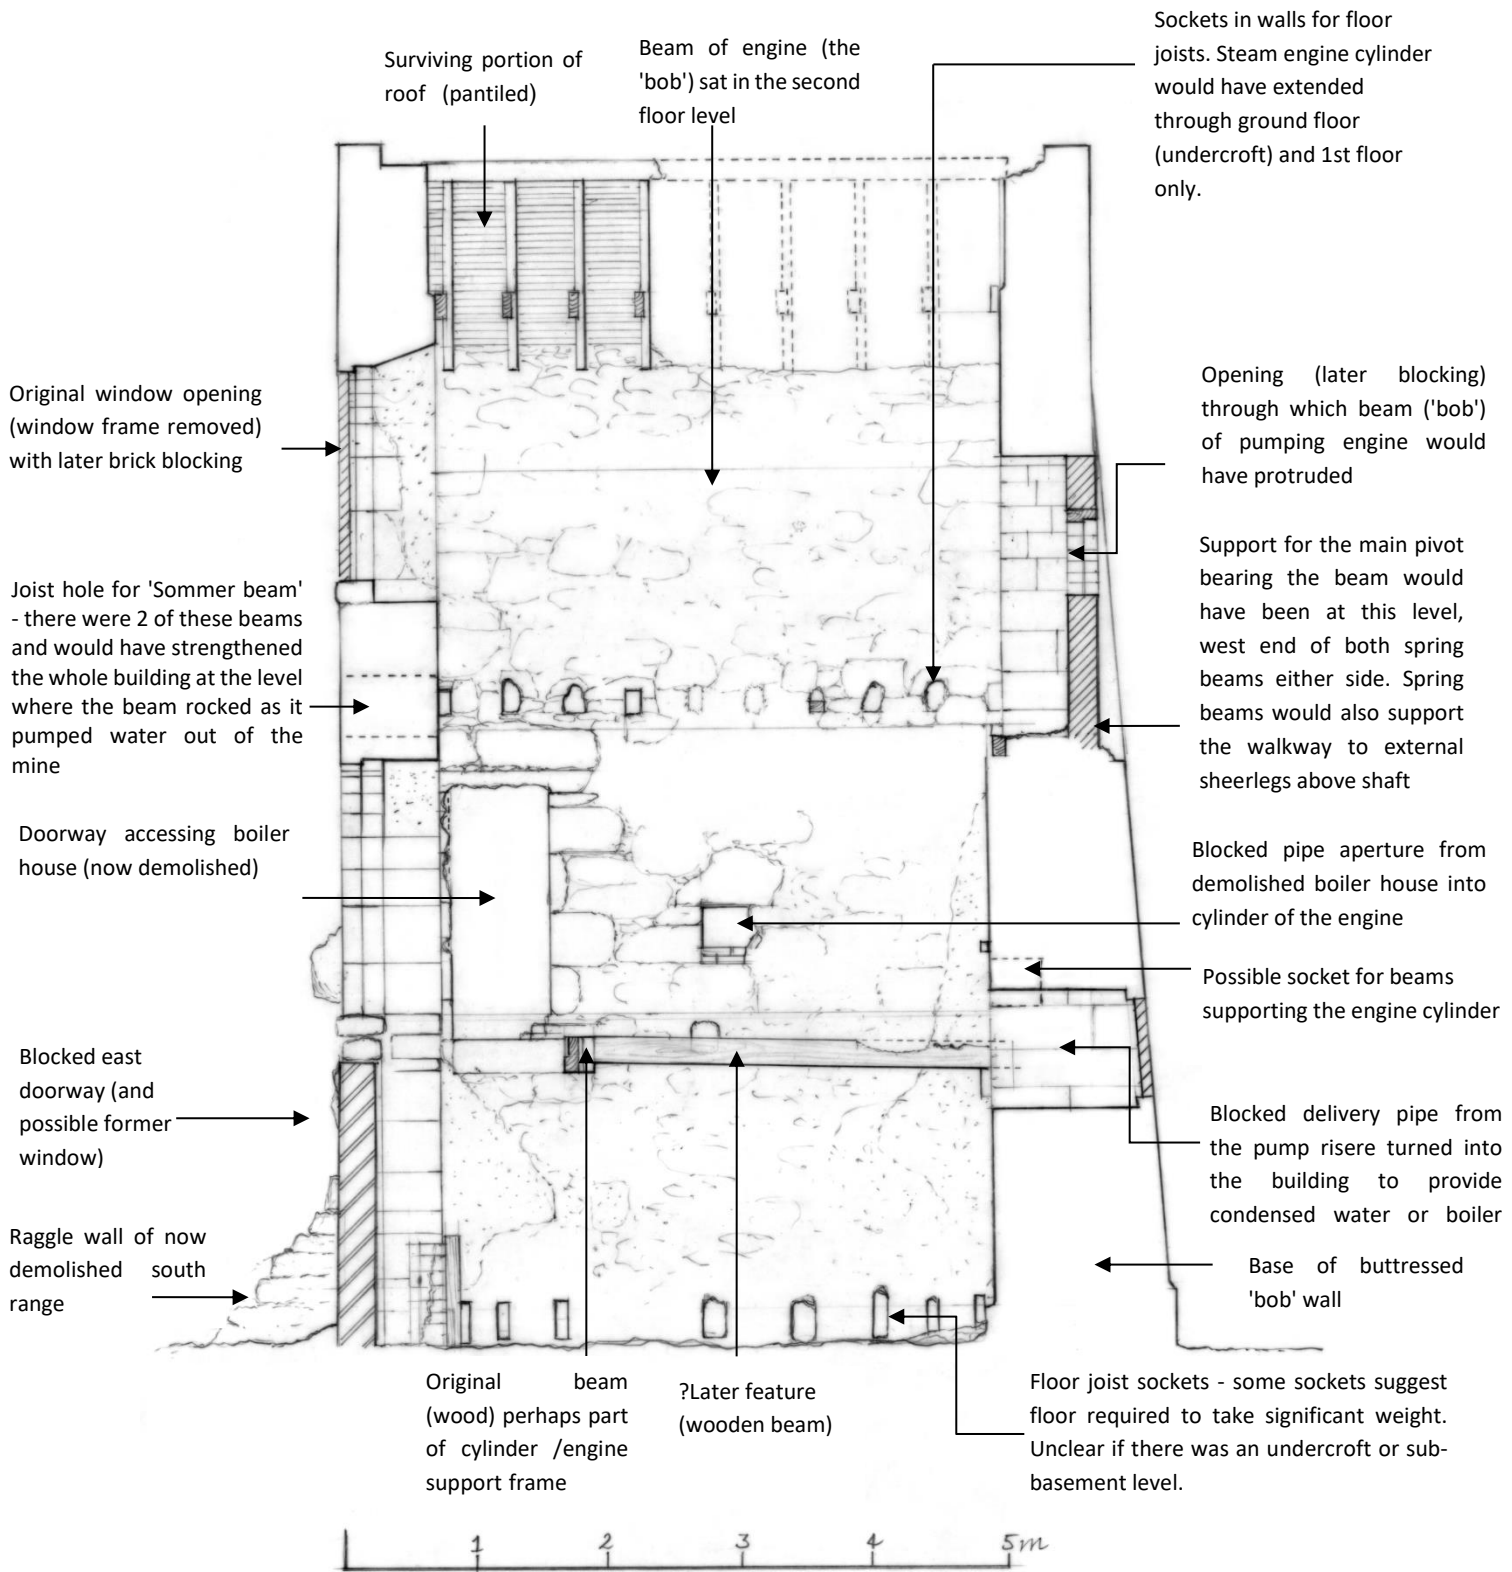 Surviving portion of
roof (pantiled)
Beam of engine (the
'bob') sat in the second
floor level
Sockets in walls for floor
joists. Steam engine cylinder
would have extended
through ground floor
(undercroft) and 1st floor
only.
Original window opening
(window frame removed)
with later brick blocking
Opening (later blocking)
through which beam ('bob')
of pumping engine would
have protruded
Joist hole for 'Sommer beam'
- there were 2 of these beams
and would have strengthened
the whole building at the level
where the beam rocked as it
pumped water out of the
mine
Support for the main pivot
bearing the beam would
have been at this level,
west end of both spring
beams either side. Spring
beams would also support
the walkway to external
sheerlegs above shaft
Doorway accessing boiler
house (now demolished)
Blocked pipe aperture from
demolished boiler house into
cylinder of the engine
Possible socket for beams
supporting the engine cylinder
Blocked east
doorway (and
possible former
window)
Blocked delivery pipe from
the pump risere turned into
the building to provide
condensed water or boiler
Raggle wall of now
demolished south
range
Base of buttressed
'bob' wall
Original beam
(wood) perhaps part
of cylinder /engine
support frame
?Later feature
(wooden beam)
Floor joist sockets - some sockets suggest
floor required to take significant weight.
Unclear if there was an undercroft or sub-
basement level.
1 2 3 4 5m